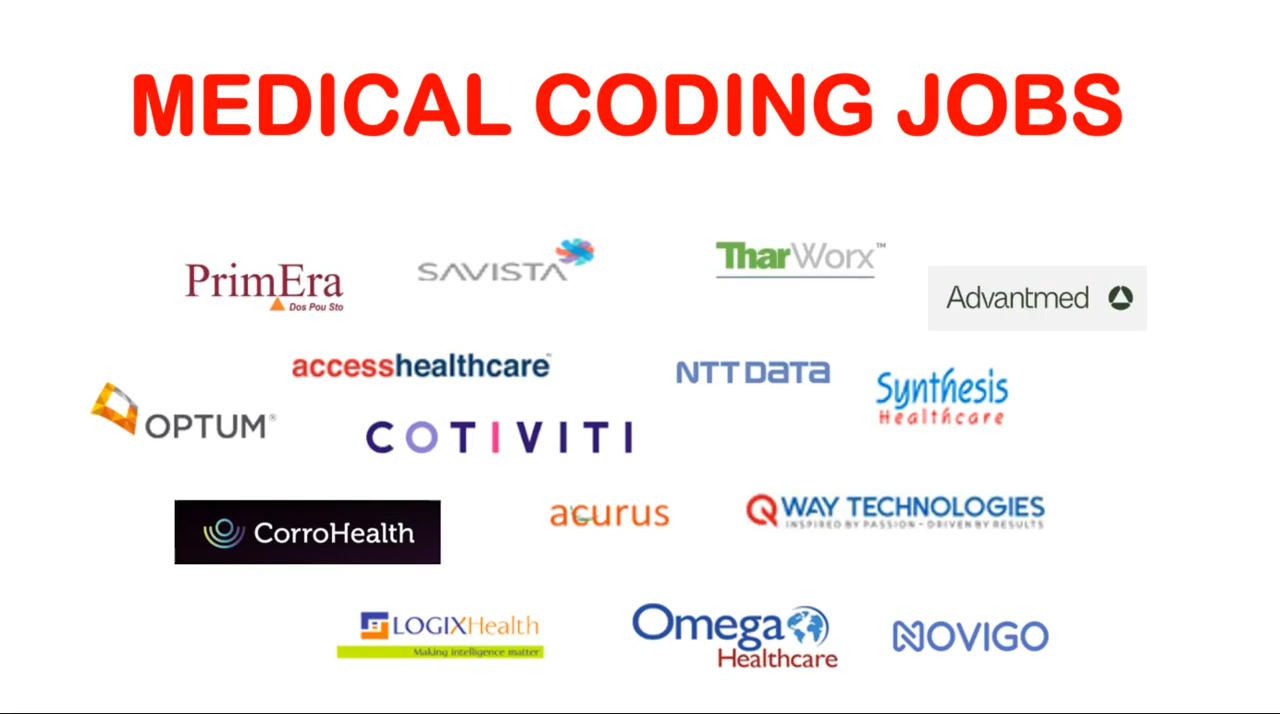 MEDICAL CODING JOBS
PrimEra
Dos Pou Sto
SAVISTA
TharWorx™
Advantmed
accesshealthcare
NTT DATA
Synthesis
Healthcare
OPTUM®
COTIVITI
CorroHealth
acurus
QWAY TECHNOLOGIES
INSPIRED BY PASSION - DRIVEN BY RESULTS
LOGIXHealth
Making intelligence matter
Omega
Healthcare
NOVIGO